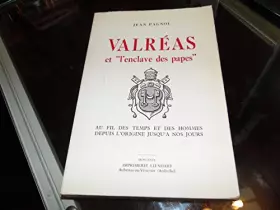 JEAN PAGNOL
VALRÉAS
et "l'enclave des papes"
AU FIL DES TEMPS ET DES HOMMES
DEPUIS L'ORIGINE JUSQU'A NOS JOURS